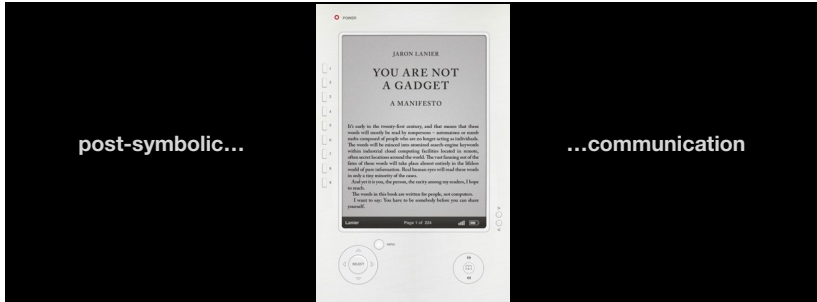 post-symbolic…
POWER
JARON LANIER
YOU ARE NOT
A GADGET
A MANIFESTO
It's early in the twenty-first century, and that means that these
words will mostly be read by nonpersons – automatons or numb
mobs composed of people who are no longer acting as individuals.
The words will be minced into atomized search-engine keywords
within industrial cloud computing facilities located in remote,
often secret locations around the world.
fates of these words will take place almost entirely in the lifeless
world of pure information. Real human eyes will read these words
in only a tiny minority of the cases.
And yet it is you, the person, the rarity among my readers, I hope
to reach.
The words in this book are written for people, not computers.
I want to say: You have to be somebody before you can share
yourself.
Lanier Page 1 of 224
MENU
SELECT
…communication